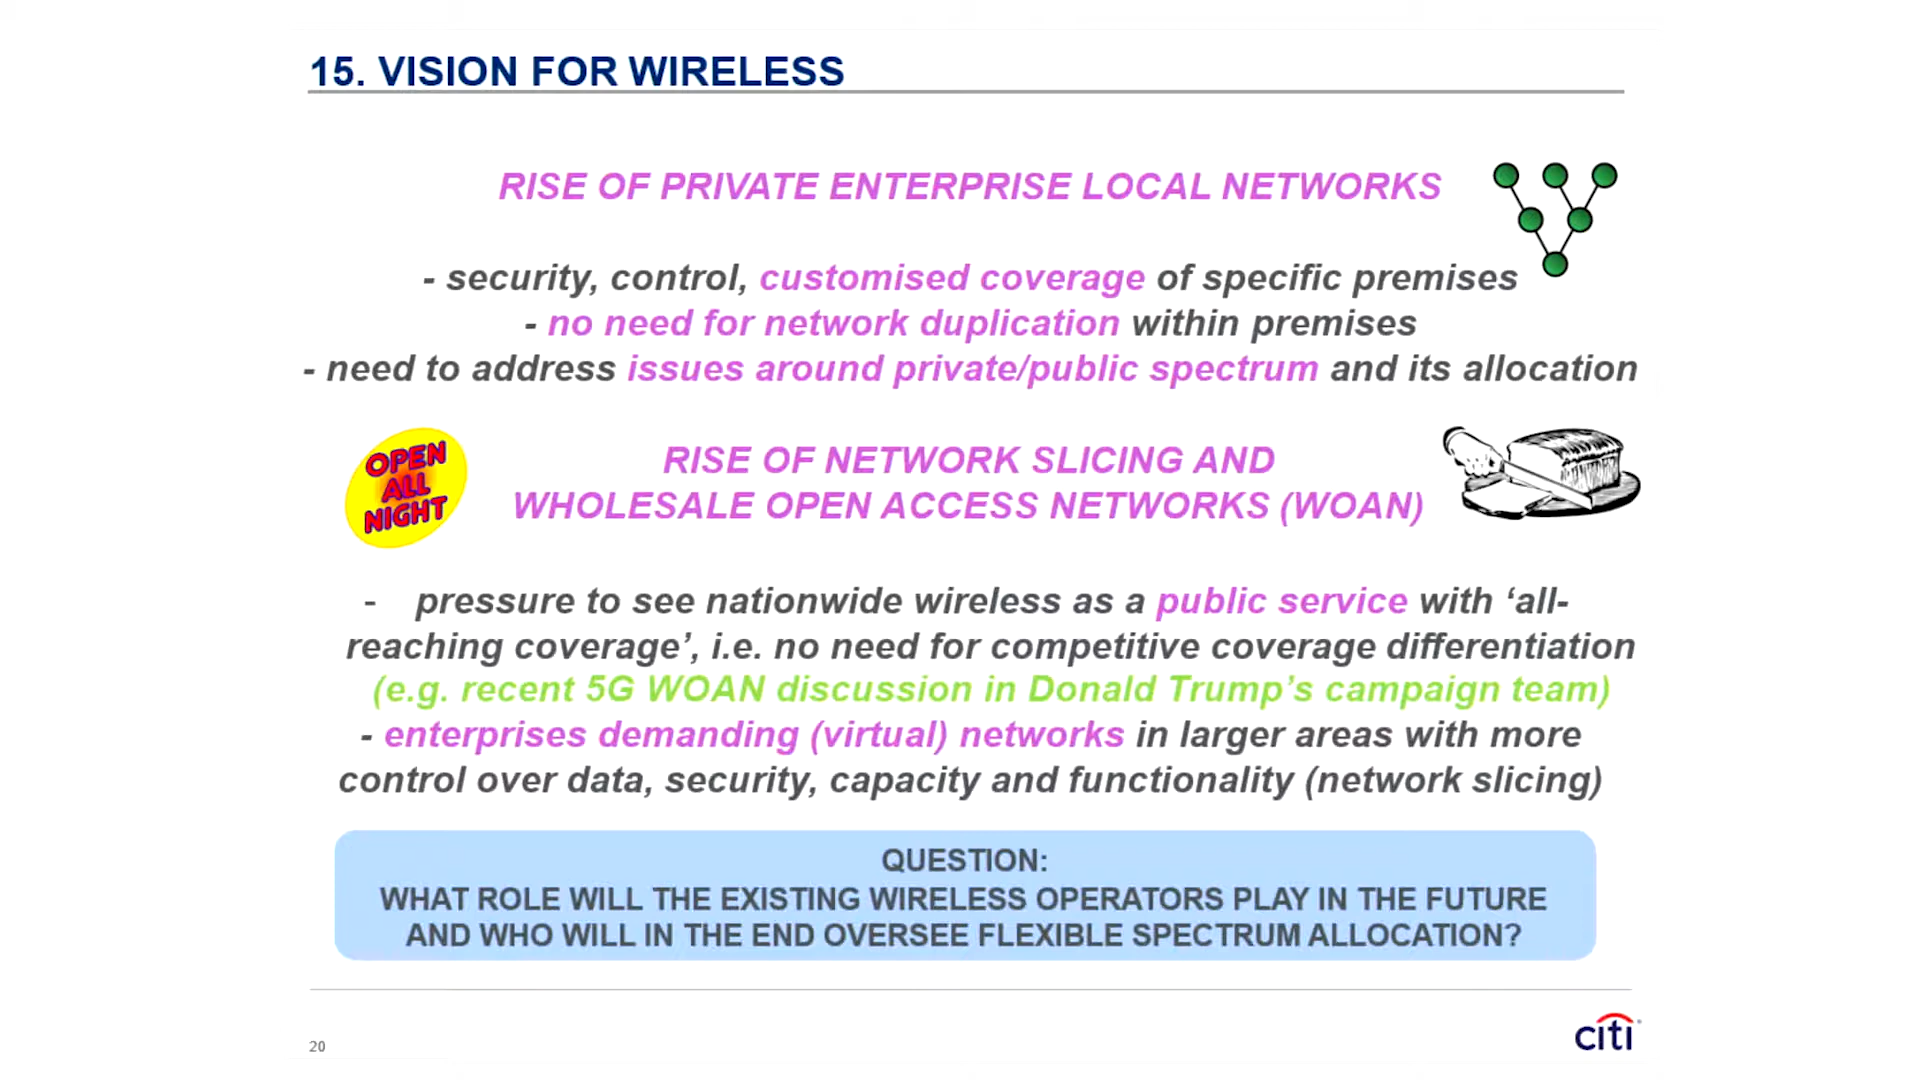 15. VISION FOR WIRELESS
RISE OF PRIVATE ENTERPRISE LOCAL NETWORKS
- security, control, customised coverage of specific premises
- no need for network duplication within premises
- need to address issues around private/public spectrum and its allocation
OPEN
ALL
NIGHT
RISE OF NETWORK SLICING AND
WHOLESALE OPEN ACCESS NETWORKS (WOAN)
- pressure to see nationwide wireless as a public service with ‘all-
reaching coverage’, i.e. no need for competitive coverage differentiation
(e.g. recent 5G WOAN discussion in Donald Trump’s campaign team)
- enterprises demanding (virtual) networks in larger areas with more
control over data, security, capacity and functionality (network slicing)
QUESTION:
WHAT ROLE WILL THE EXISTING WIRELESS OPERATORS PLAY IN THE FUTURE
AND WHO WILL IN THE END OVERSEE FLEXIBLE SPECTRUM ALLOCATION?
20
citi